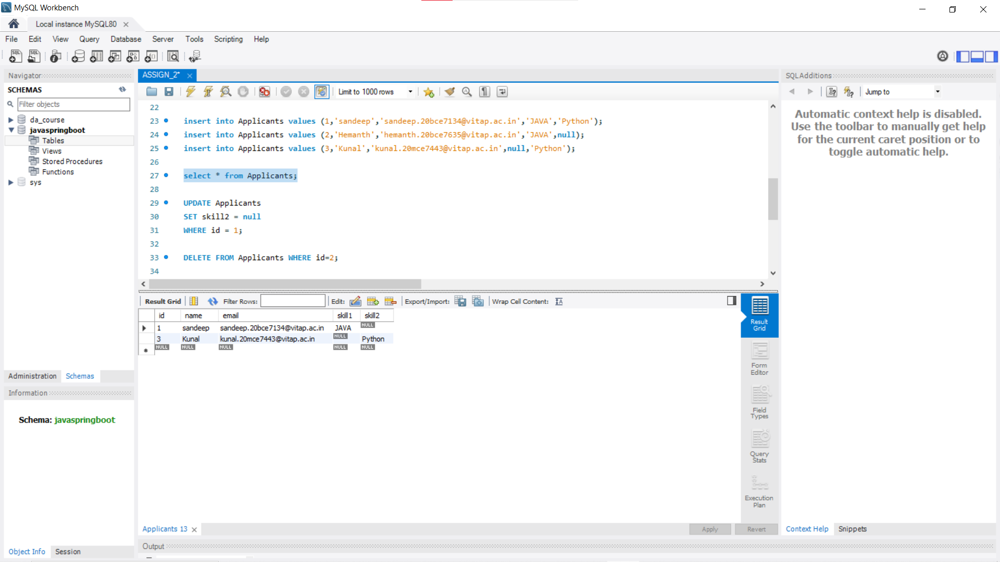 MySQL Workbench
Local instance MySQL80
File Edit View Query Database Server Tools Scripting Help
Navigator
SCHEMAS
Filter objects
da_course
javaspringboot
Tables
Views
Stored Procedures
Functions
sys
Administration Schemas
Information
Schema: javaspringboot
Object Info Session
ASSIGN_2*
Limit to 1000 rows
22
23 insert into Applicants values (1,'sandeep','sandeep.20bce7134@vitap.ac.in','JAVA','Python');
24 insert into Applicants values (2,'Hemanth','hemanth.20bce7635@vitap.ac.in','JAVA',null);
25 insert into Applicants values (3,'Kunal','kunal.20mce7443@vitap.ac.in',null,'Python');
26
27 select * from Applicants;
28
29 UPDATE Applicants
30 SET skill2 = null
31 WHERE id = 1;
32
33 DELETE FROM Applicants WHERE id=2;
34
Result Grid Filter Rows: Edit: Export/Import: Wrap Cell Content:
id name email skill1 skill2
1 sandeep sandeep.20bce7134@vitap.ac.in JAVA NULL
3 Kunal kunal.20mce7443@vitap.ac.in NULL Python
NULL NULL NULL NULL NULL
Result
Grid
Form
Editor
Field
Types
Query
Stats
Execution
Plan
Applicants 13
Apply Revert
Output
SQLAdditions
Jump to
Automatic context help is disabled.
Use the toolbar to manually get help
for the current caret position or to
toggle automatic help.
Context Help Snippets